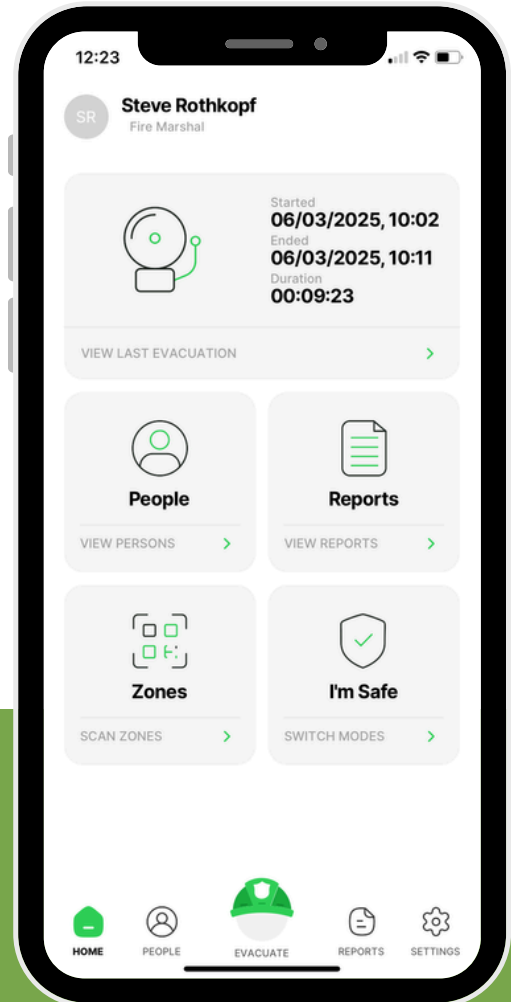 12:23
SR
Steve Rothkopf
Fire Marshal
Started
06/03/2025, 10:02
Ended
06/03/2025, 10:11
Duration
00:09:23
VIEW LAST EVACUATION
People
Reports
VIEW PERSONS
VIEW REPORTS
Zones
I'm Safe
SCAN ZONES
SWITCH MODES
HOME
PEOPLE
EVACUATE
REPORTS
SETTINGS